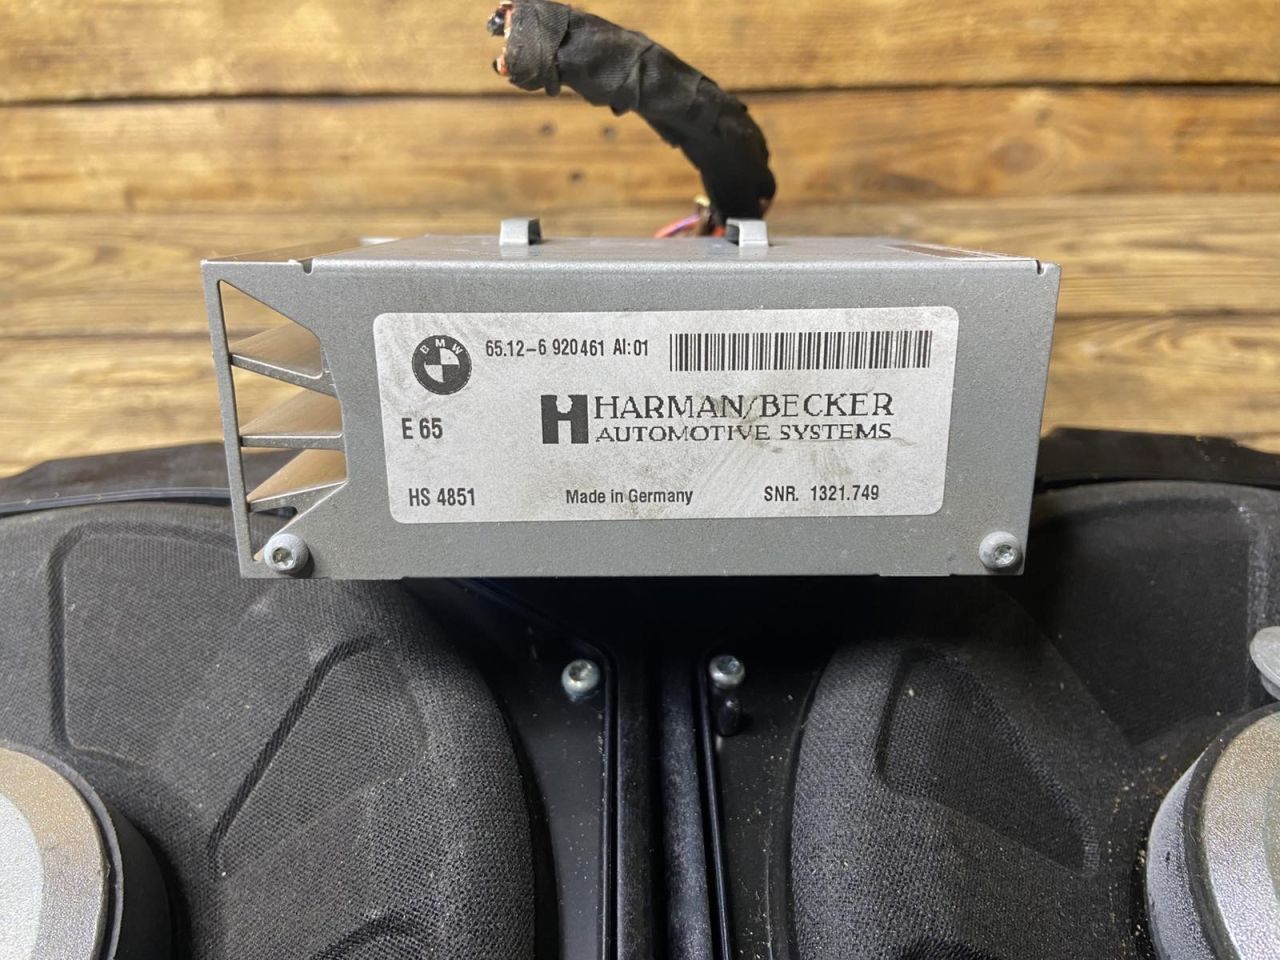 BMW
65.12-6 920461 AI:01
HARMAN/BECKER
AUTOMOTIVE SYSTEMS
E 65
HS 4851
Made in Germany
SNR. 1321.749